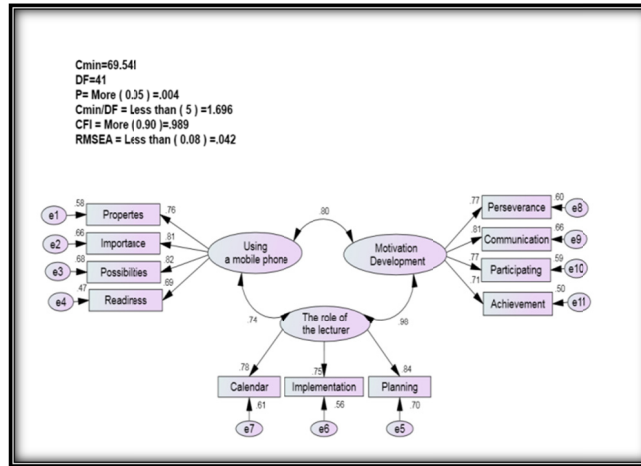 Cmin=69.548
DF=41
P= More ( 0.05 ) =.004
Cmin/DF = Less than ( 5 ) =1.696
CFI = More (0.90 )=.989
RMSEA = Less than ( 0.08 ) =.042
.58
e1
Propertes
.76
.66
e2
Importance
.81
.68
e3
Possibilities
.82
.47
e4
Readiness
.69
Using
a mobile phone
.80
Motivation
Development
.77
Perseverance
.60
e8
.81
Communication
.66
e9
.77
Participating
.59
e10
.71
Achievement
.50
e11
.74
The role of
the lecturer
.90
.78
Calendar
.61
e7
.75
Implementation
.56
e6
.84
Planning
.70
e5